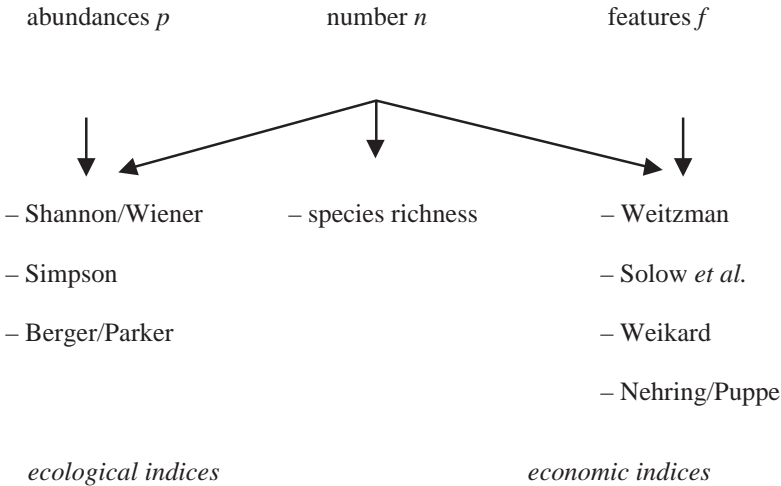 abundances p number n features f
– Shannon/Wiener – species richness – Weitzman
– Simpson – Solow et al.
– Berger/Parker – Weikard
– Nehring/Puppe
ecological indices economic indices